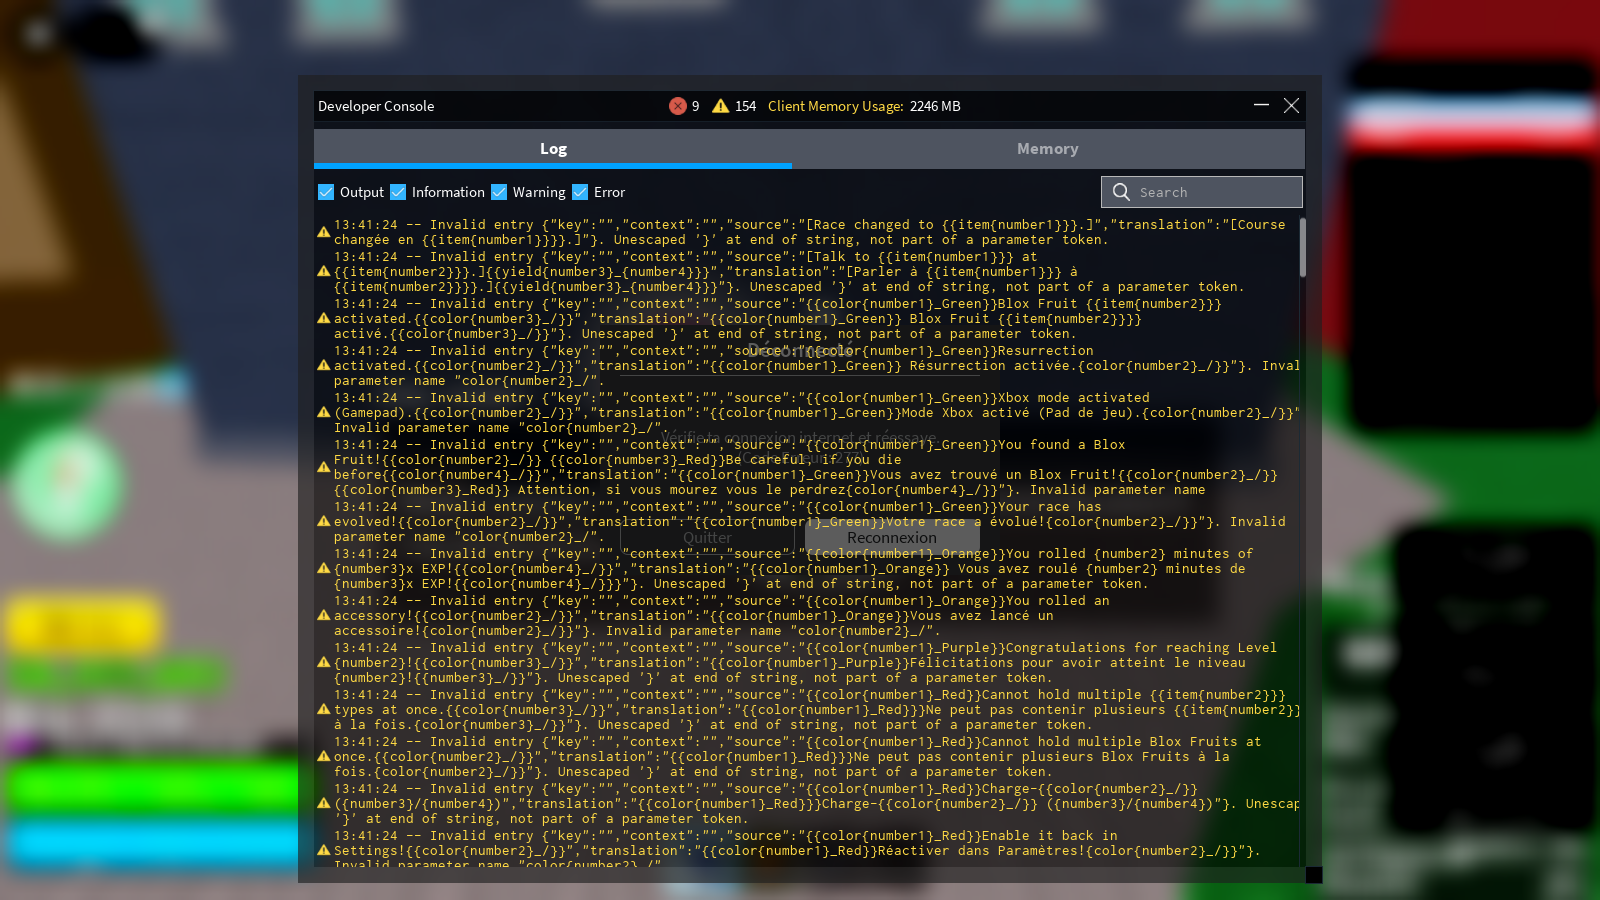 Developer Console
9
154
Client Memory Usage: 2246 MB
Log
Memory
Output
Information
Warning
Error
Search
13:41:24 -- Invalid entry {"key":"","context":"","source":"[Race changed to {{item{number1}}}.]","translation":"[Course
changée en {{item{number1}}}}.]"}. Unescaped '}' at end of string, not part of a parameter token.
13:41:24 -- Invalid entry {"key":"","context":"","source":"[Talk to {{item{number1}}} at
{{item{number2}}}.]{{yield{number3}_{number4}}}","translation":"[Parler à {{item{number1}}} à
{{item{number2}}}}.]{{yield{number3}_{number4}}}"}. Unescaped '}' at end of string, not part of a parameter token.
13:41:24 -- Invalid entry {"key":"","context":"","source":"{{color{number1}_Green}}Blox Fruit {{item{number2}}}
activated.{{color{number3}_/}}","translation":"{{color{number1}_Green}} Blox Fruit {{item{number2}}}}
activé.{{color{number3}_/}}"}. Unescaped '}' at end of string, not part of a parameter token.
13:41:24 -- Invalid entry {"key":"","context":"","source":"{{color{number1}_Green}}Resurrection
activated.{{color{number2}_/}}","translation":"{{color{number1}_Green}} Résurrection activée.{color{number2}_/}}"}. Inval
parameter name "color{number2}_/".
13:41:24 -- Invalid entry {"key":"","context":"","source":"{{color{number1}_Green}}Xbox mode activated
(Gamepad).{{color{number2}_/}}","translation":"{{color{number1}_Green}}Mode Xbox activé (Pad de jeu).{color{number2}_/}}"
Invalid parameter name "color{number2}_/".
13:41:24 -- Invalid entry {"key":"","context":"","source":"{{color{number1}_Green}}You found a Blox
Fruit!{{color{number2}_/}} {{color{number3}_Red}}Be careful, if you die
before{{color{number4}_/}}","translation":"{{color{number1}_Green}}Vous avez trouvé un Blox Fruit!{{color{number2}_/}}
{{color{number3}_Red}} Attention, si vous mourez vous le perdrez{color{number4}_/}}"}. Invalid parameter name
13:41:24 -- Invalid entry {"key":"","context":"","source":"{{color{number1}_Green}}Your race has
evolved!{{color{number2}_/}}","translation":"{{color{number1}_Green}}Votre race a évolué!{color{number2}_/}}"}. Invalid
parameter name "color{number2}_/".
13:41:24 -- Invalid entry {"key":"","context":"","source":"{{color{number1}_Orange}}You rolled {number2} minutes of
{number3}x EXP!{{color{number4}_/}}","translation":"{{color{number1}_Orange}} Vous avez roulé {number2} minutes de
{number3}x EXP!{{color{number4}_/}}}"}. Unescaped '}' at end of string, not part of a parameter token.
13:41:24 -- Invalid entry {"key":"","context":"","source":"{{color{number1}_Orange}}You rolled an
accessory!{{color{number2}_/}}","translation":"{{color{number1}_Orange}}Vous avez lancé un
accessoire!{color{number2}_/}}"}. Invalid parameter name "color{number2}_/".
13:41:24 -- Invalid entry {"key":"","context":"","source":"{{color{number1}_Purple}}Congratulations for reaching Level
{number2}!{{color{number3}_/}}","translation":"{{color{number1}_Purple}}Félicitations pour avoir atteint le niveau
{number2}!{{number3}_/}}"}. Unescaped '}' at end of string, not part of a parameter token.
13:41:24 -- Invalid entry {"key":"","context":"","source":"{{color{number1}_Red}}Cannot hold multiple {{item{number2}}}
types at once.{{color{number3}_/}}","translation":"{{color{number1}_Red}}}Ne peut pas contenir plusieurs {{item{number2}}
à la fois.{color{number3}_/}}"}. Unescaped '}' at end of string, not part of a parameter token.
13:41:24 -- Invalid entry {"key":"","context":"","source":"{{color{number1}_Red}}Cannot hold multiple Blox Fruits at
once.{{color{number2}_/}}","translation":"{{color{number1}_Red}}}Ne peut pas contenir plusieurs Blox Fruits à la
fois.{color{number2}_/}}"}. Unescaped '}' at end of string, not part of a parameter token.
13:41:24 -- Invalid entry {"key":"","context":"","source":"{{color{number1}_Red}}Charge-{{color{number2}_/}}
({number3}/{number4})","translation":"{{color{number1}_Red}}}Charge-{{color{number2}_/}} ({number3}/{number4})"}. Unescap
'}' at end of string, not part of a parameter token.
13:41:24 -- Invalid entry {"key":"","context":"","source":"{{color{number1}_Red}}Enable it back in
Settings!{{color{number2}_/}}","translation":"{{color{number1}_Red}}Réactiver dans Paramètres!{color{number2}_/}}"}.
Invalid parameter name "color{number2}_/"
Déconnecté
Vérifie ta connexion internet et réessaye.
Quitter
Reconnexion